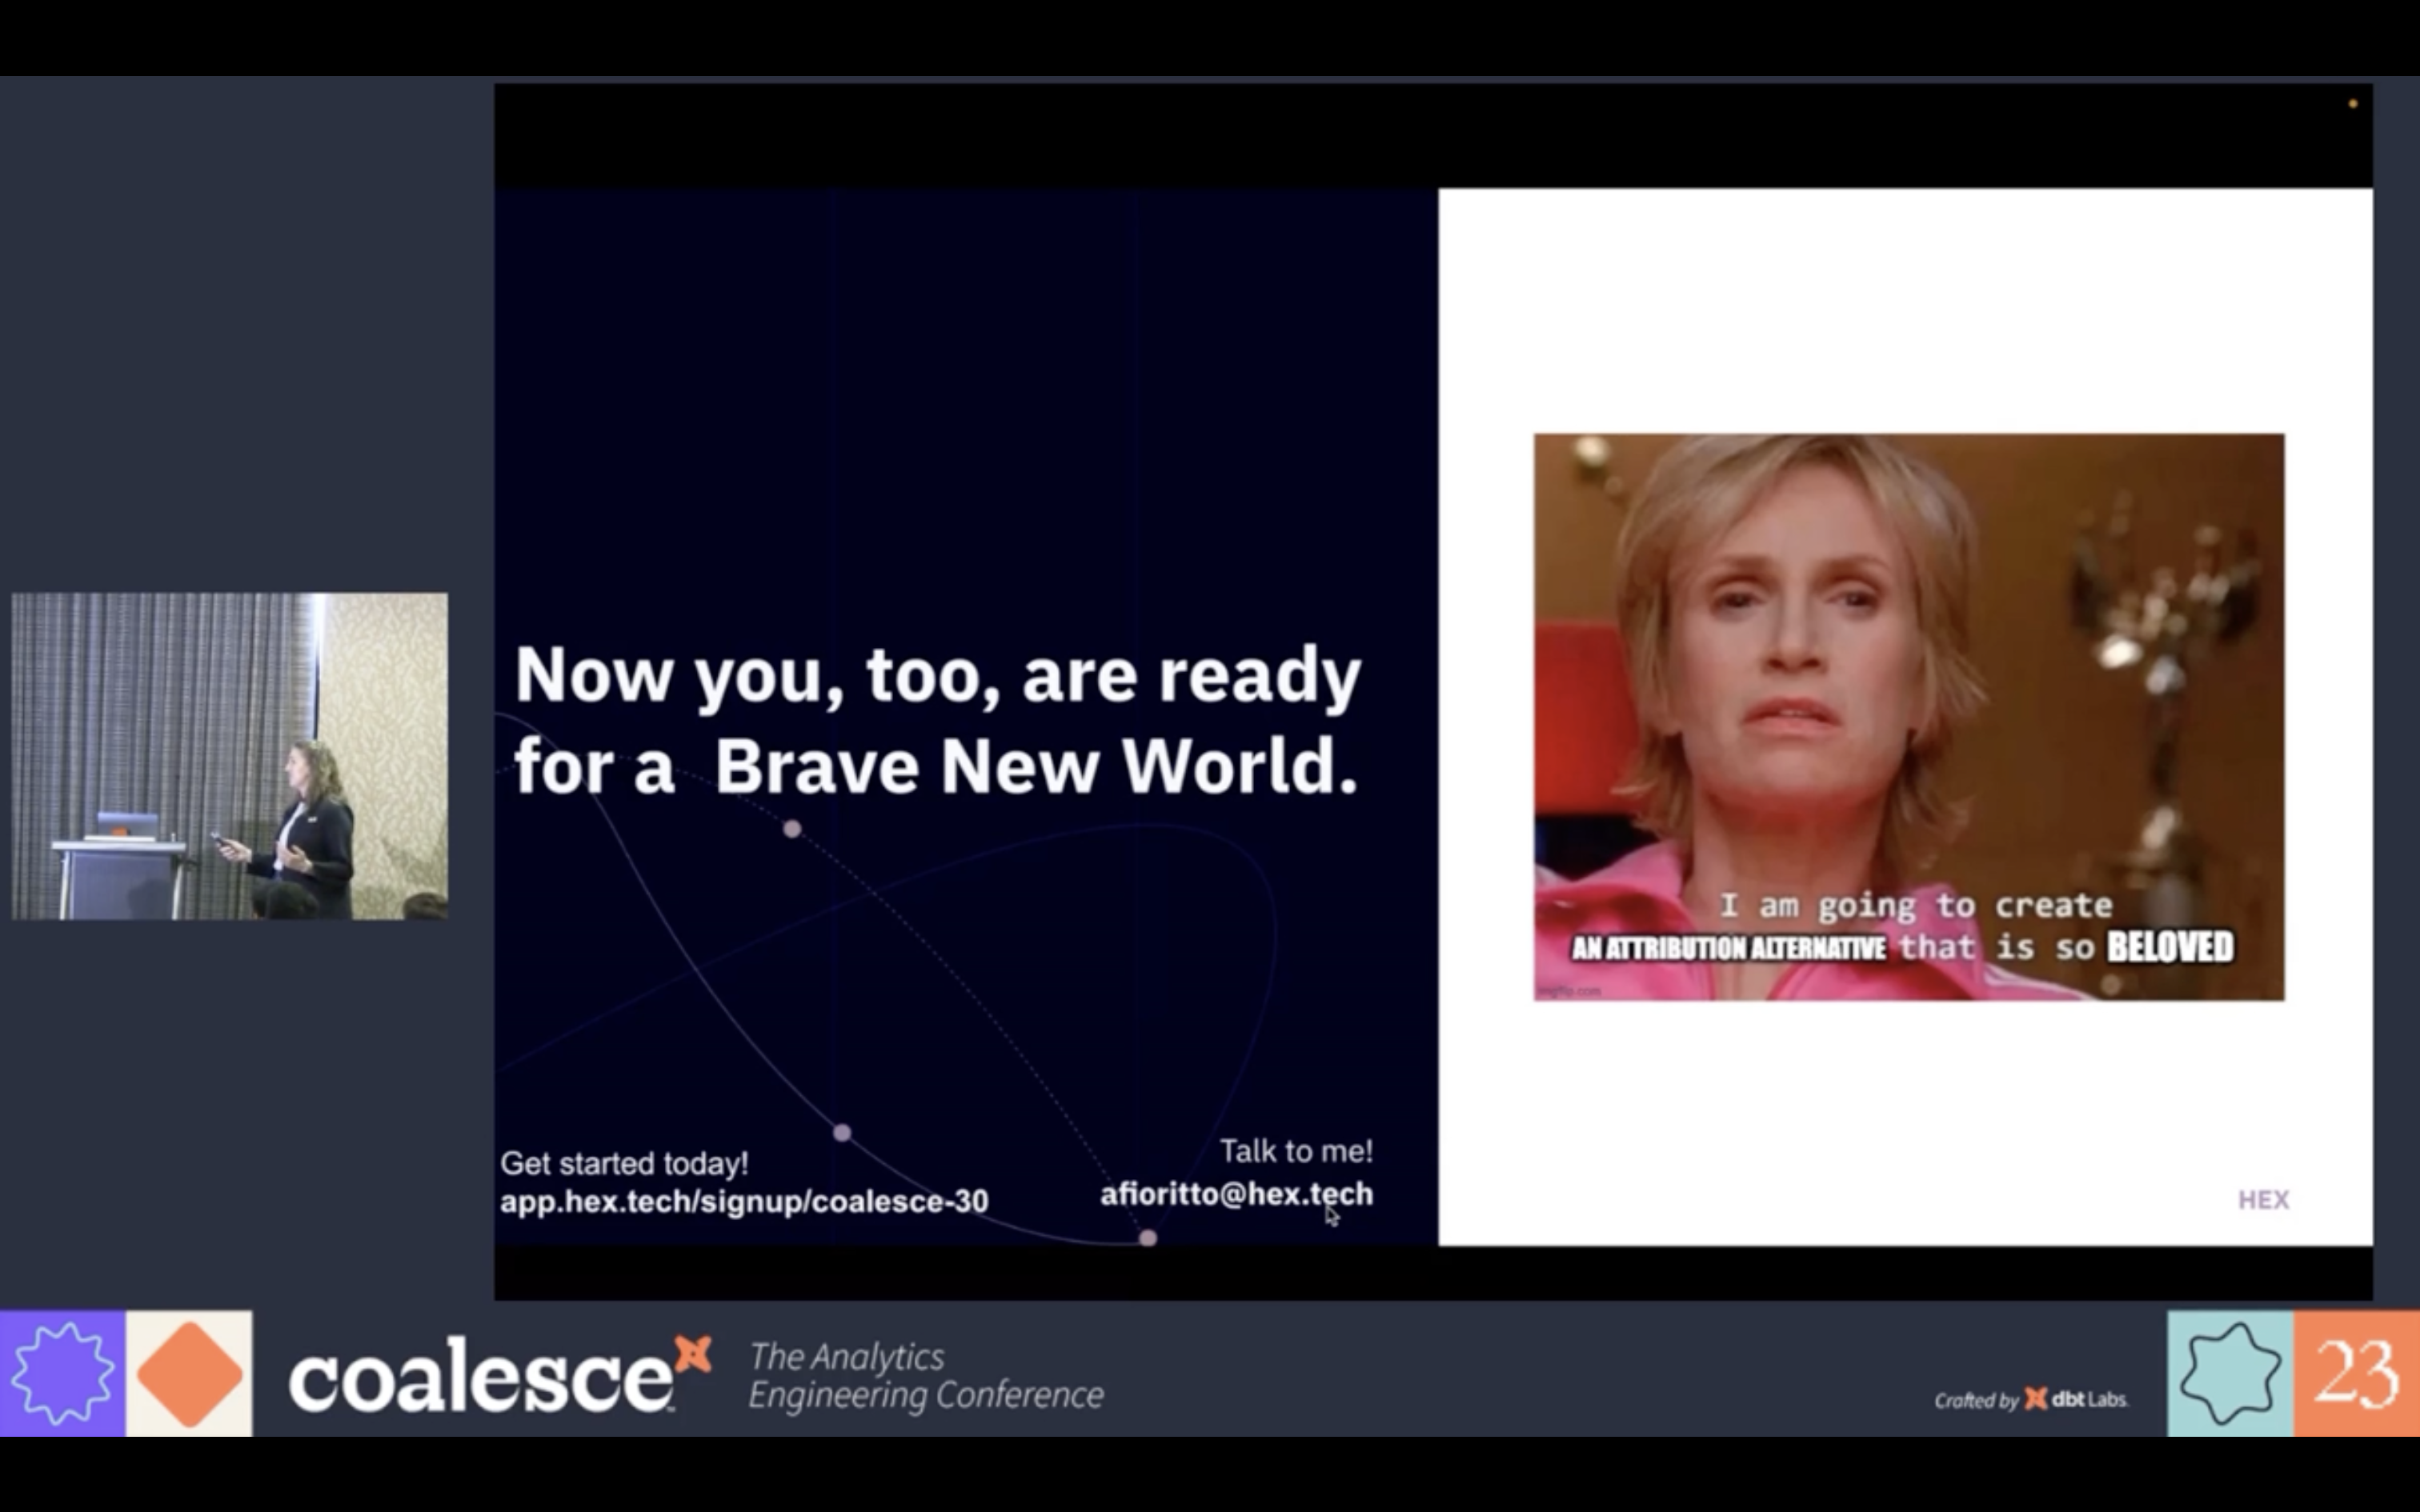 Now you, too, are ready
for a Brave New World.
Get started today!
app.hex.tech/signup/coalesce-30
Talk to me!
afioritto@hex.tech
I am going to create
AN ATTRIBUTION ALTERNATIVE that is so BELOVED
imgflip.com
HEX
coalesce
The Analytics
Engineering Conference
Crafted by dbt Labs.
23